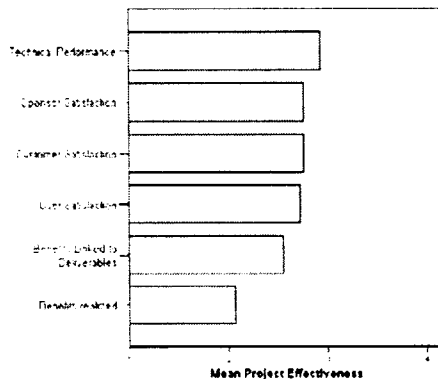 Technical Performance
Sponsor Satisfaction
Customer Satisfaction
User Satisfaction
Benefits Linked to
Deliverables
Benefits realized
Mean Project Effectiveness